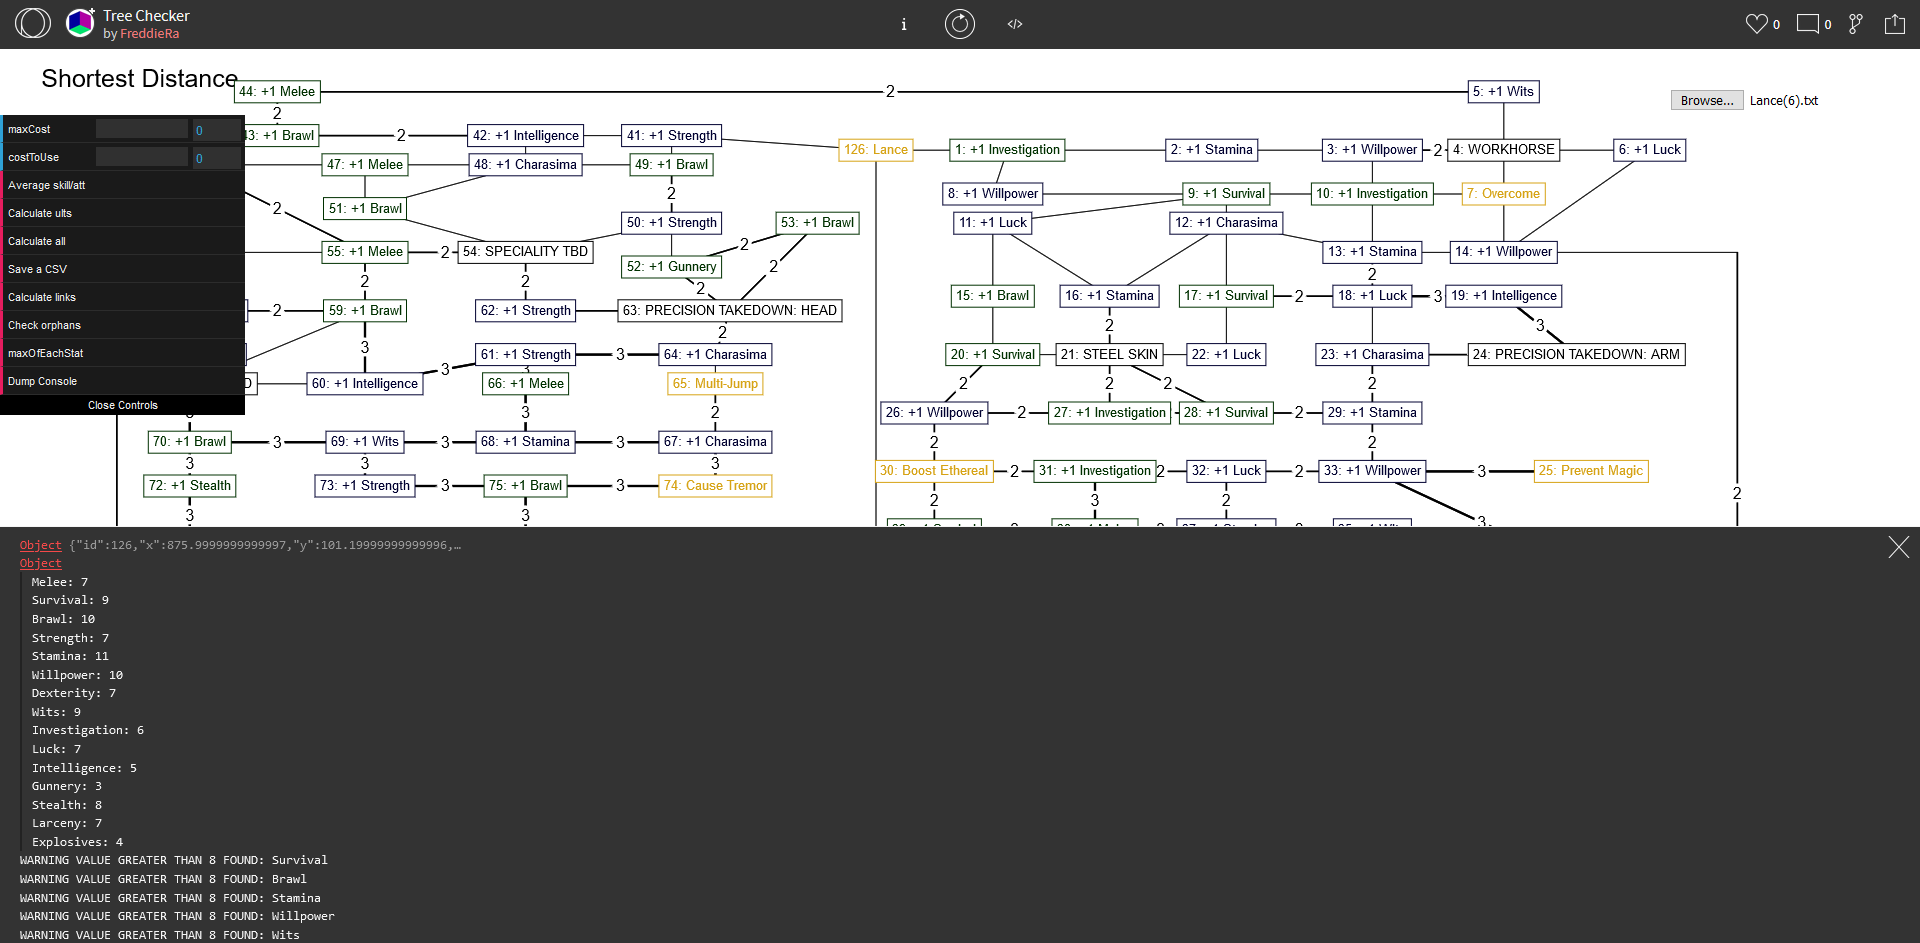 Tree Checker
by FreddieRa
i
</>
0
0
Shortest Distance
44: +1 Melee
2
5: +1 Wits
Browse...
Lance(6).txt
2
maxCost
0
43: +1 Brawl
2
42: +1 Intelligence
41: +1 Strength
126: Lance
1: +1 Investigation
2: +1 Stamina
3: +1 Willpower
2
4: WORKHORSE
6: +1 Luck
costToUse
0
47: +1 Melee
48: +1 Charasima
49: +1 Brawl
Average skill/att
2
8: +1 Willpower
9: +1 Survival
10: +1 Investigation
7: Overcome
Calculate ults
2
51: +1 Brawl
50: +1 Strength
53: +1 Brawl
11: +1 Luck
12: +1 Charasima
Calculate all
55: +1 Melee
2
54: SPECIALITY TBD
2
13: +1 Stamina
14: +1 Willpower
Save a CSV
2
2
52: +1 Gunnery
2
2
2
Calculate links
2
59: +1 Brawl
62: +1 Strength
63: PRECISION TAKEDOWN: HEAD
15: +1 Brawl
16: +1 Stamina
17: +1 Survival
2
18: +1 Luck
3
19: +1 Intelligence
Check orphans
2
2
3
maxOfEachStat
3
61: +1 Strength
3
64: +1 Charasima
20: +1 Survival
21: STEEL SKIN
22: +1 Luck
23: +1 Charasima
24: PRECISION TAKEDOWN: ARM
Dump Console
D
60: +1 Intelligence
3
3
66: +1 Melee
65: Multi-Jump
2
2
2
2
Close Controls
3
3
2
26: +1 Willpower
2
27: +1 Investigation
28: +1 Survival
2
29: +1 Stamina
70: +1 Brawl
3
69: +1 Wits
3
68: +1 Stamina
3
67: +1 Charasima
2
2
3
3
3
30: Boost Ethereal
2
31: +1 Investigation
2
32: +1 Luck
2
33: +1 Willpower
3
25: Prevent Magic
72: +1 Stealth
73: +1 Strength
3
75: +1 Brawl
3
74: Cause Tremor
2
3
2
2
3
3
3
Object {"id":126,"x":875.9999999999997,"y":101.19999999999996,…
Object
Melee: 7
Survival: 9
Brawl: 10
Strength: 7
Stamina: 11
Willpower: 10
Dexterity: 7
Wits: 9
Investigation: 6
Luck: 7
Intelligence: 5
Gunnery: 3
Stealth: 8
Larceny: 7
Explosives: 4
WARNING VALUE GREATER THAN 8 FOUND: Survival
WARNING VALUE GREATER THAN 8 FOUND: Brawl
WARNING VALUE GREATER THAN 8 FOUND: Stamina
WARNING VALUE GREATER THAN 8 FOUND: Willpower
WARNING VALUE GREATER THAN 8 FOUND: Wits